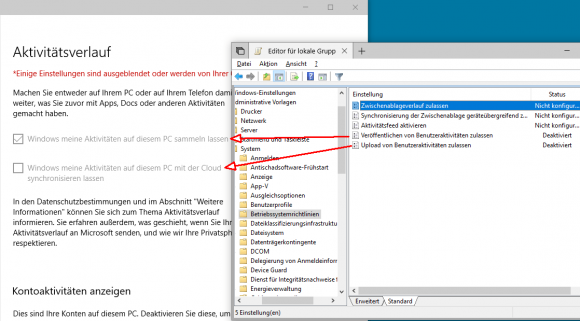 Aktivitätsverlauf
*Einige Einstellungen sind ausgeblendet oder werden von Ihrer
Machen Sie entweder auf Ihrem PC oder auf Ihrem Telefon
weiter, was Sie zuvor mit Apps, Docs oder anderen Aktivitäten
gemacht haben.
Windows meine Aktivitäten auf diesem PC sammeln lassen
Windows meine Aktivitäten auf diesem PC mit der Cloud
synchronisieren lassen
In den Datenschutzbestimmungen und im Abschnitt "Weitere
Informationen" können Sie sich zum Thema Aktivitätsverlauf
informieren. Sie erfahren außerdem, was geschieht, wenn Sie Ihr
Aktivitätsverlauf an Microsoft senden, und wie wir Ihre Privatsph
respektieren.
Kontoaktivitäten anzeigen
Dies sind Ihre Konten auf diesem PC. Deaktivieren Sie diese, um
Editor für lokale Grupp
Datei Aktion Ansicht ?
indows-Einstellungen
dministrative Vorlagen
Drucker
Netzwerk
Server
Startmenü und Taskleiste
System
Anmelden
Antischadsoftware-Frühstart
Anzeige
App-V
Ausgleichsoptionen
Benutzerprofile
Betriebssystemrichtlinien
Dateiklassifizierungsinfrastruktu
Dateisystem
Datenträgerkontingente
DCOM
Delegierung von Anmeldeinfor
Device Guard
Dienst für Integritätsnachweise f
Energieverwaltung
Einstellung Status
Zwischenablageverlauf zulassen Nicht konfigur...
Synchronisierung der Zwischenablage geräteübergreifend z... Nicht konfigur...
Aktivitätsfeed aktivieren Nicht konfigur...
Veröffentlichen von Benutzeraktivitäten zulassen Deaktiviert
Upload von Benutzeraktivitäten zulassen Deaktiviert
Erweitert Standard
5 Einstellung(en)